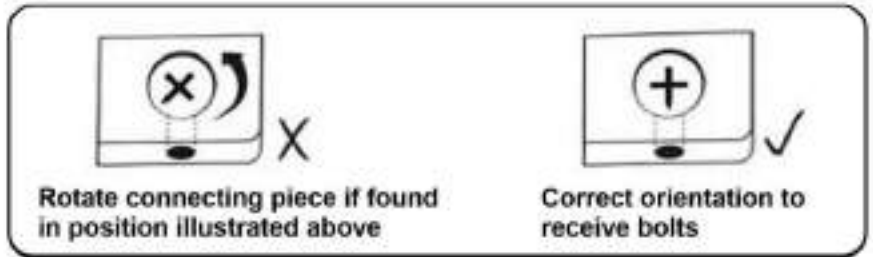 Rotate connecting piece if found
in position illustrated above
Correct orientation to
receive bolts